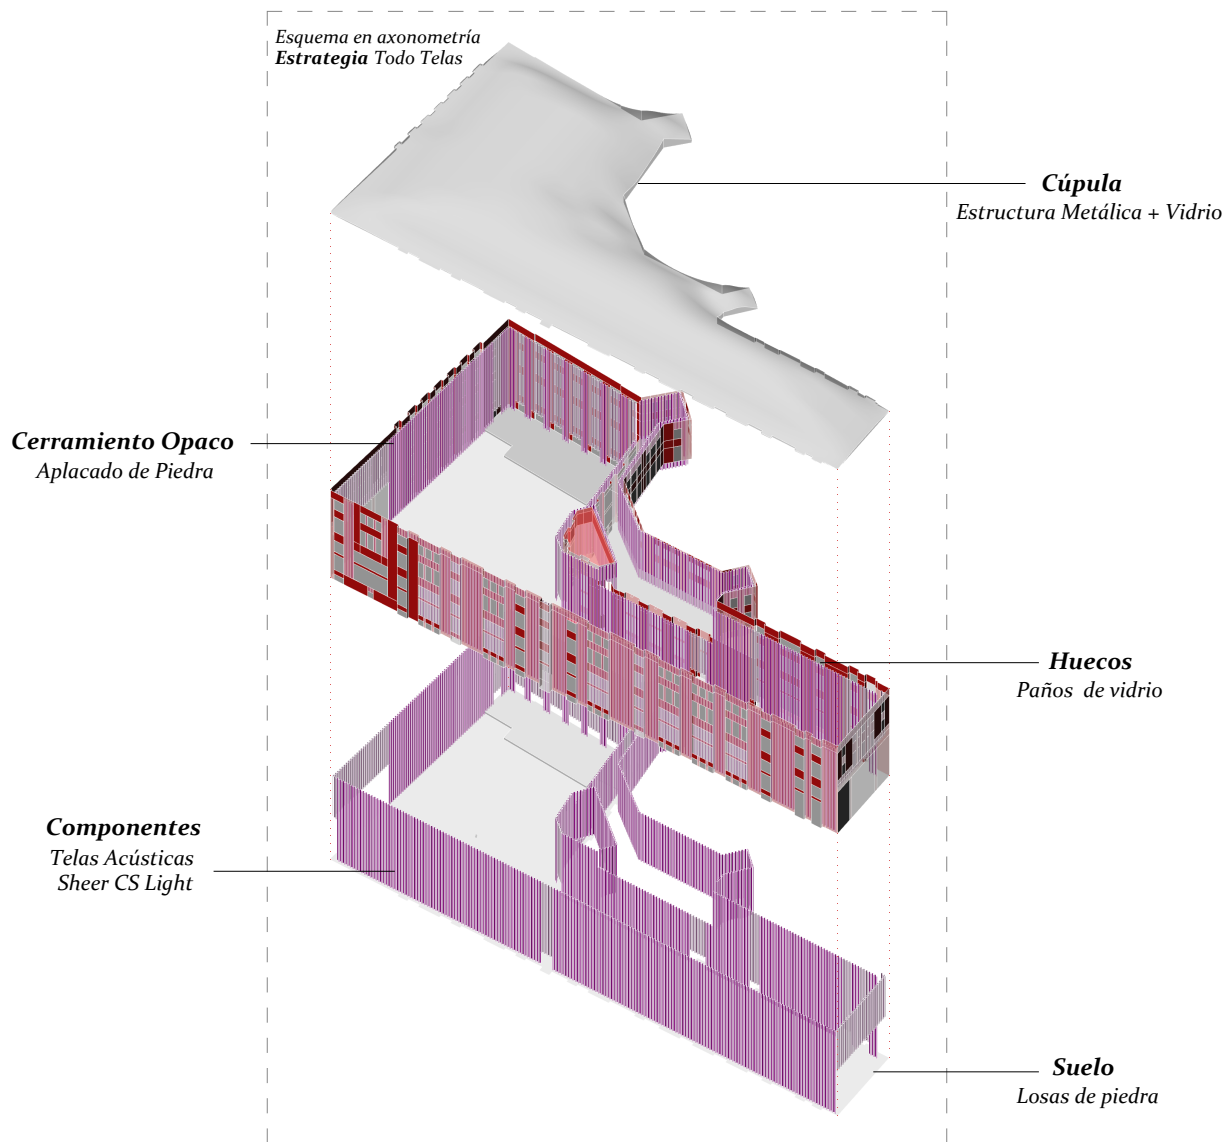 Esquema en axonometría
Estrategia Todo Telas
Cúpula
Estructura Metálica + Vidrio
Cerramiento Opaco
Aplacado de Piedra
Huecos
Paños de vidrio
Componentes
Telas Acústicas
Sheer CS Light
Suelo
Losas de piedra